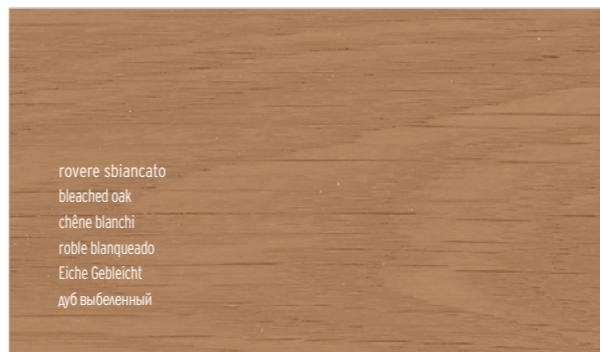 rovere sbiancato
bleached oak
chêne blanchi
roble blanqueado
Eiche Gebleicht
дуб выбеленный